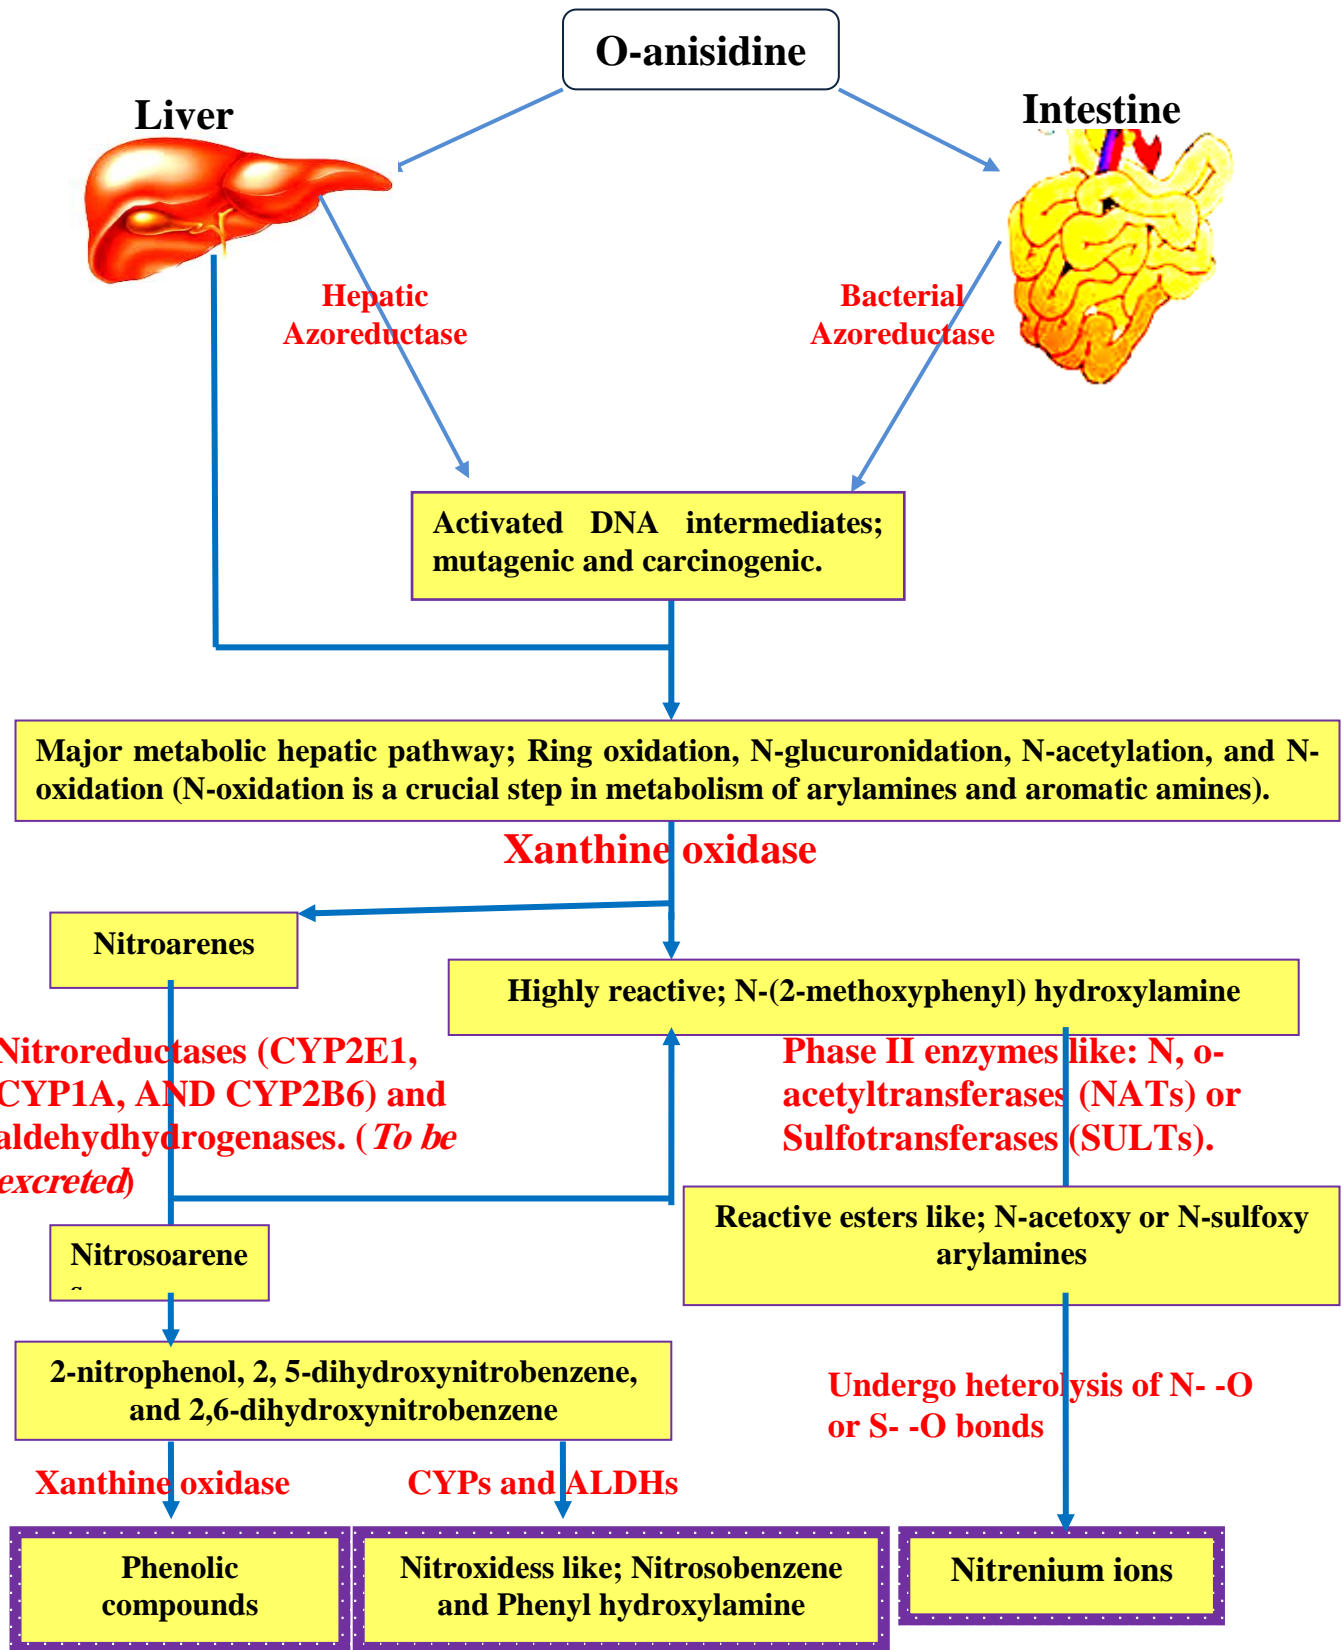 O-anisidine
Liver
Intestine
Hepatic
Azoreductase
Bacterial
Azoreductase
Activated DNA intermediates;
mutagenic and carcinogenic.
Major metabolic hepatic pathway; Ring oxidation, N-glucuronidation, N-acetylation, and N-
oxidation (N-oxidation is a crucial step in metabolism of arylamines and aromatic amines).
Xanthine oxidase
Nitroarenes
Highly reactive; N-(2-methoxyphenyl) hydroxylamine
Nitroreductases (CYP2E1,
CYP1A, AND CYP2B6) and
aldehydhydrogenases. (To be
excreted)
Phase II enzymes like: N, o-
acetyltransferases (NATs) or
Sulfotransferases (SULTs).
Reactive esters like; N-acetoxy or N-sulfoxy
arylamines
Nitrosoarene
s
2-nitrophenol, 2, 5-dihydroxynitrobenzene,
and 2,6-dihydroxynitrobenzene
Undergo heterolysis of N- -O
or S- -O bonds
Xanthine oxidase
CYPs and ALDHs
Phenolic
compounds
Nitroxidess like; Nitrosobenzene
and Phenyl hydroxylamine
Nitrenium ions